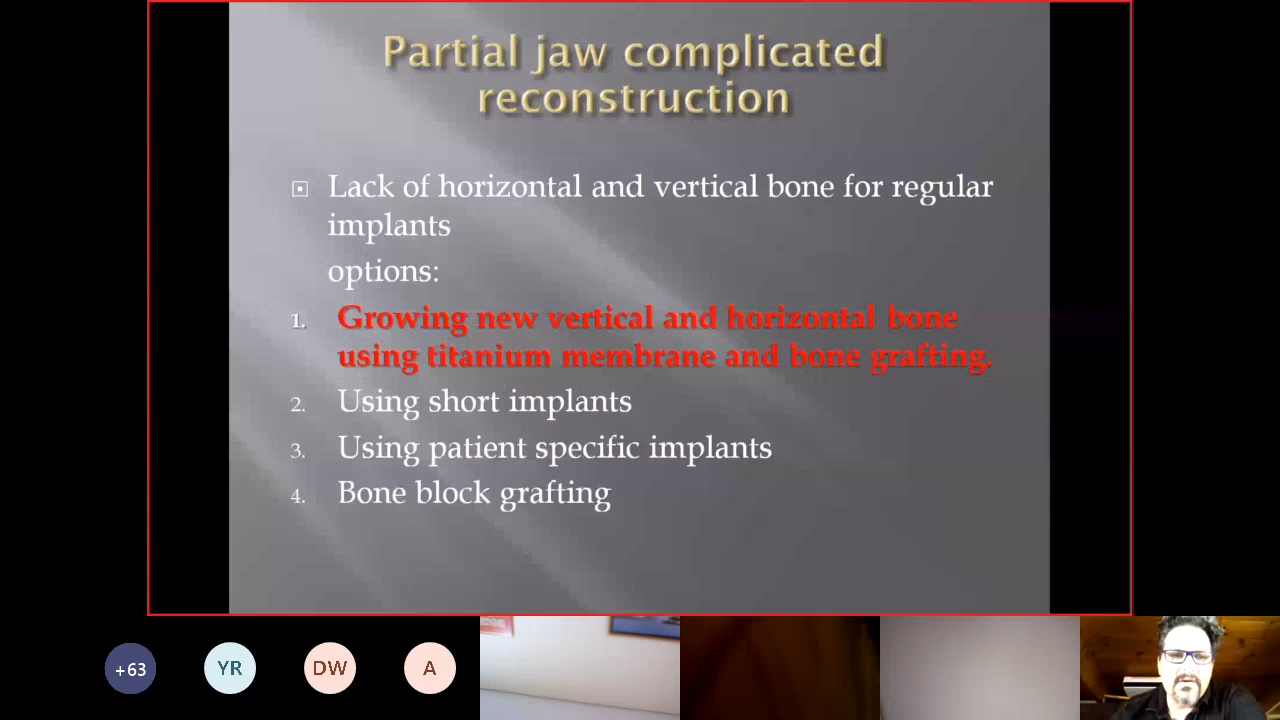 Partial jaw complicated
reconstruction
Lack of horizontal and vertical bone for regular
implants
options:
1. Growing new vertical and horizontal bone
using titanium membrane and bone grafting.
2. Using short implants
3. Using patient specific implants
4. Bone block grafting
+63 YR DW A